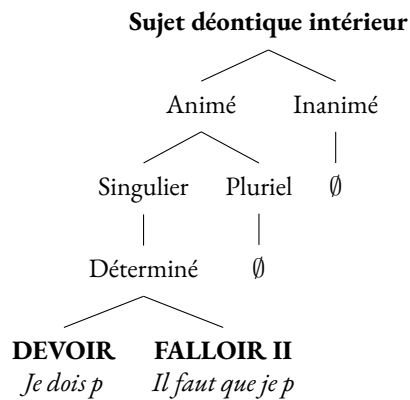 Sujet déontique intérieur
Animé Inanimé
Singulier Pluriel ∅
Déterminé ∅
DEVOIR FALLOIR II
Je dois p Il faut que je p